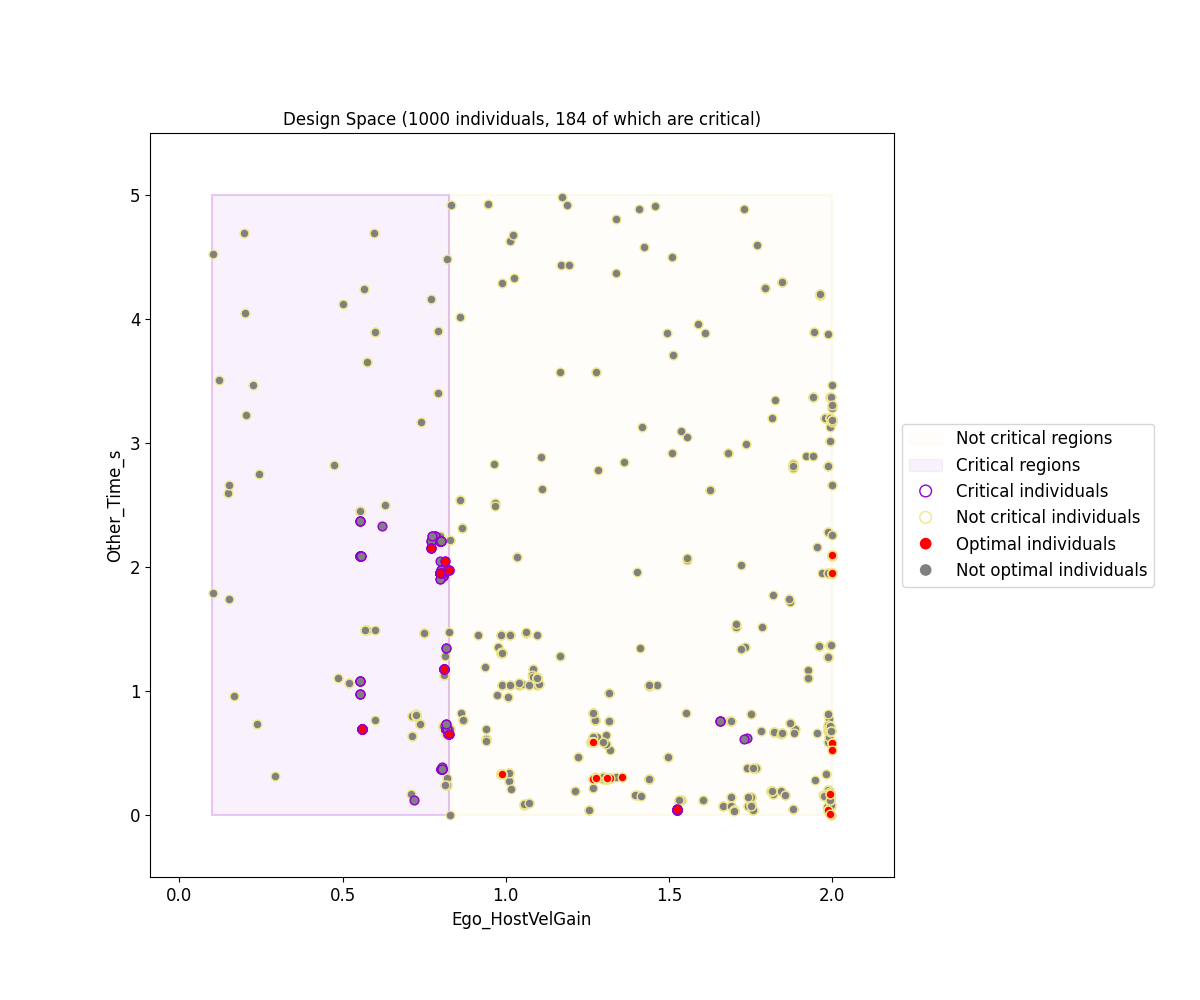 Design Space (1000 individuals, 184 of which are critical)
5
4
3
2
1
0
Other_Time_s
0.0
0.5
1.0
1.5
2.0
Ego_HostVelGain
Not critical regions
Critical regions
Critical individuals
Not critical individuals
Optimal individuals
Not optimal individuals